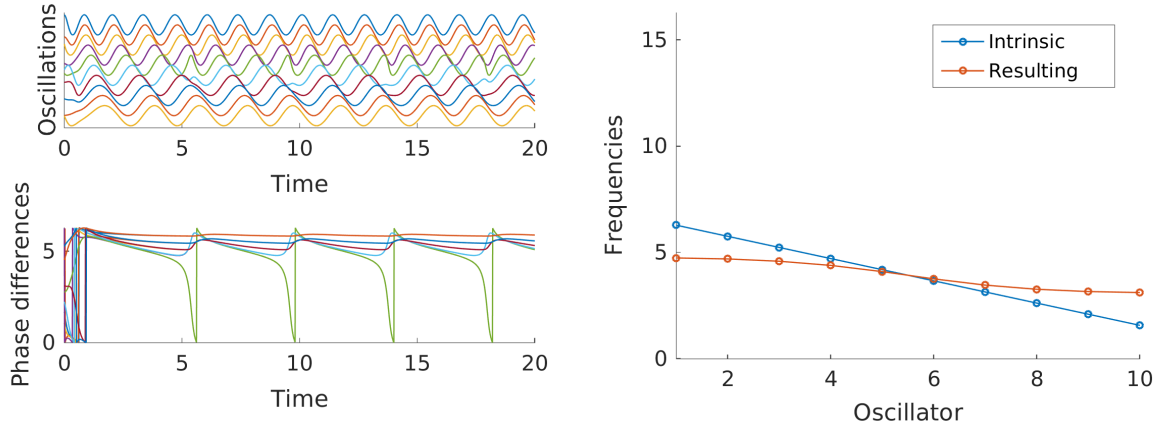 Oscillations
0 5 10 15 20
Time
Phase differences
5
0
0 5 10 15 20
Time
Frequencies
15
10
5
0
2 4 6 8 10
Oscillator
Intrinsic
Resulting